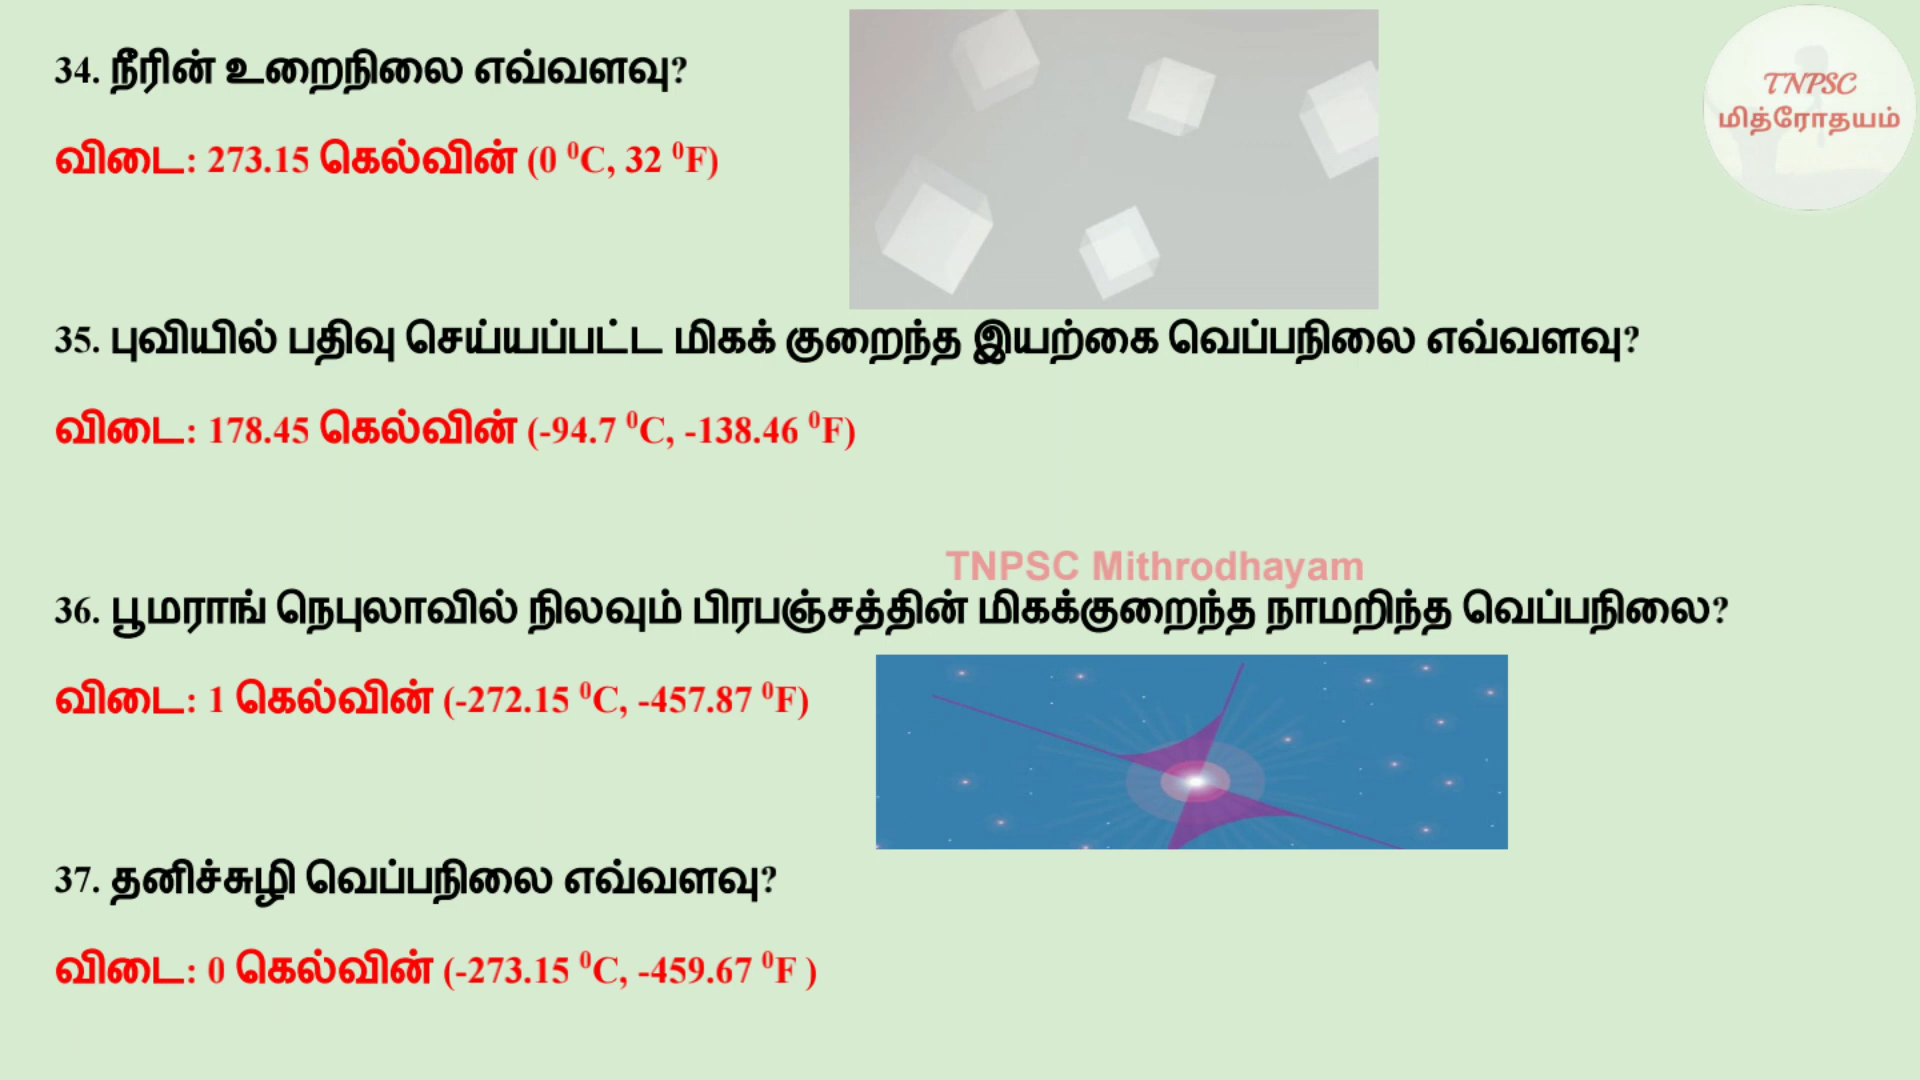 34. நீரின் உறைநிலை எவ்வளவு?
விடை: 273.15 கெல்வின் (0 ⁰C, 32 ⁰F)
TNPSC
மித்ரோதயம்
35. புவியில் பதிவு செய்யப்பட்ட மிகக் குறைந்த இயற்கை வெப்பநிலை எவ்வளவு?
விடை: 178.45 கெல்வின் (-94.7 ⁰C, -138.46 ⁰F)
TNPSC Mithrodhayam
36. பூமராங் நெபுலாவில் நிலவும் பிரபஞ்சத்தின் மிகக்குறைந்த நாமறிந்த வெப்பநிலை?
விடை: 1 கெல்வின் (-272.15 ⁰C, -457.87 ⁰F)
37. தனிச்சுழி வெப்பநிலை எவ்வளவு?
விடை: 0 கெல்வின் (-273.15 ⁰C, -459.67 ⁰F )